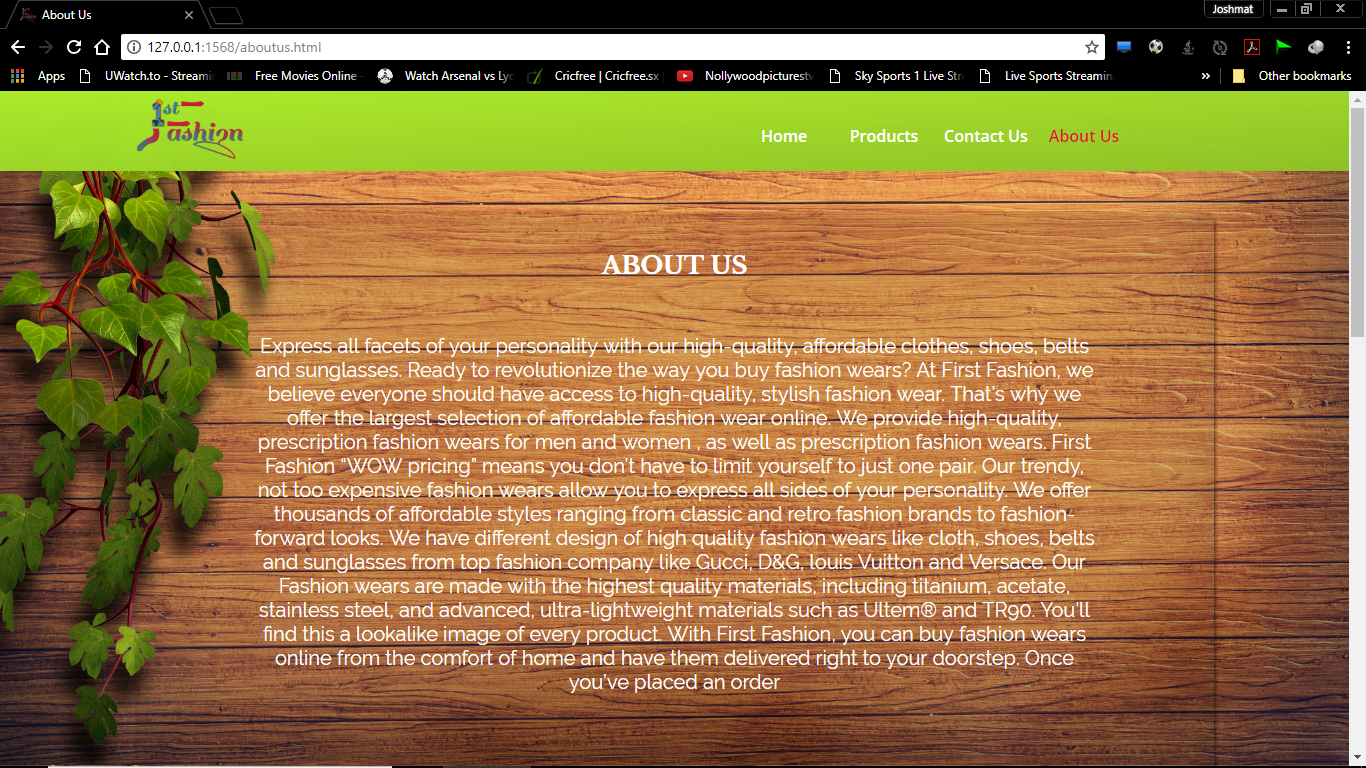 About Us
Joshmat
127.0.0.1:1568/aboutus.html
Apps UWatch.to - Streami Free Movies Online - Watch Arsenal vs Lyc Cricfree | Cricfree.sx Nollywoodpicturestv Sky Sports 1 Live Stre Live Sports Streamin » Other bookmarks
1st
Fashion
Home Products Contact Us About Us
ABOUT US
Express all facets of your personality with our high-quality, affordable clothes, shoes, belts
and sunglasses. Ready to revolutionize the way you buy fashion wears? At First Fashion, we
believe everyone should have access to high-quality, stylish fashion wear. That's why we
offer the largest selection of affordable fashion wear online. We provide high-quality,
prescription fashion wears for men and women , as well as prescription fashion wears. First
Fashion “WOW pricing” means you don't have to limit yourself to just one pair. Our trendy,
not too expensive fashion wears allow you to express all sides of your personality. We offer
thousands of affordable styles ranging from classic and retro fashion brands to fashion-
forward looks. We have different design of high quality fashion wears like cloth, shoes, belts
and sunglasses from top fashion company like Gucci, D&G, louis Vuitton and Versace. Our
Fashion wears are made with the highest quality materials, including titanium, acetate,
stainless steel, and advanced, ultra-lightweight materials such as Ultem® and TR90. You'll
find this a lookalike image of every product. With First Fashion, you can buy fashion wears
online from the comfort of home and have them delivered right to your doorstep. Once
you've placed an order